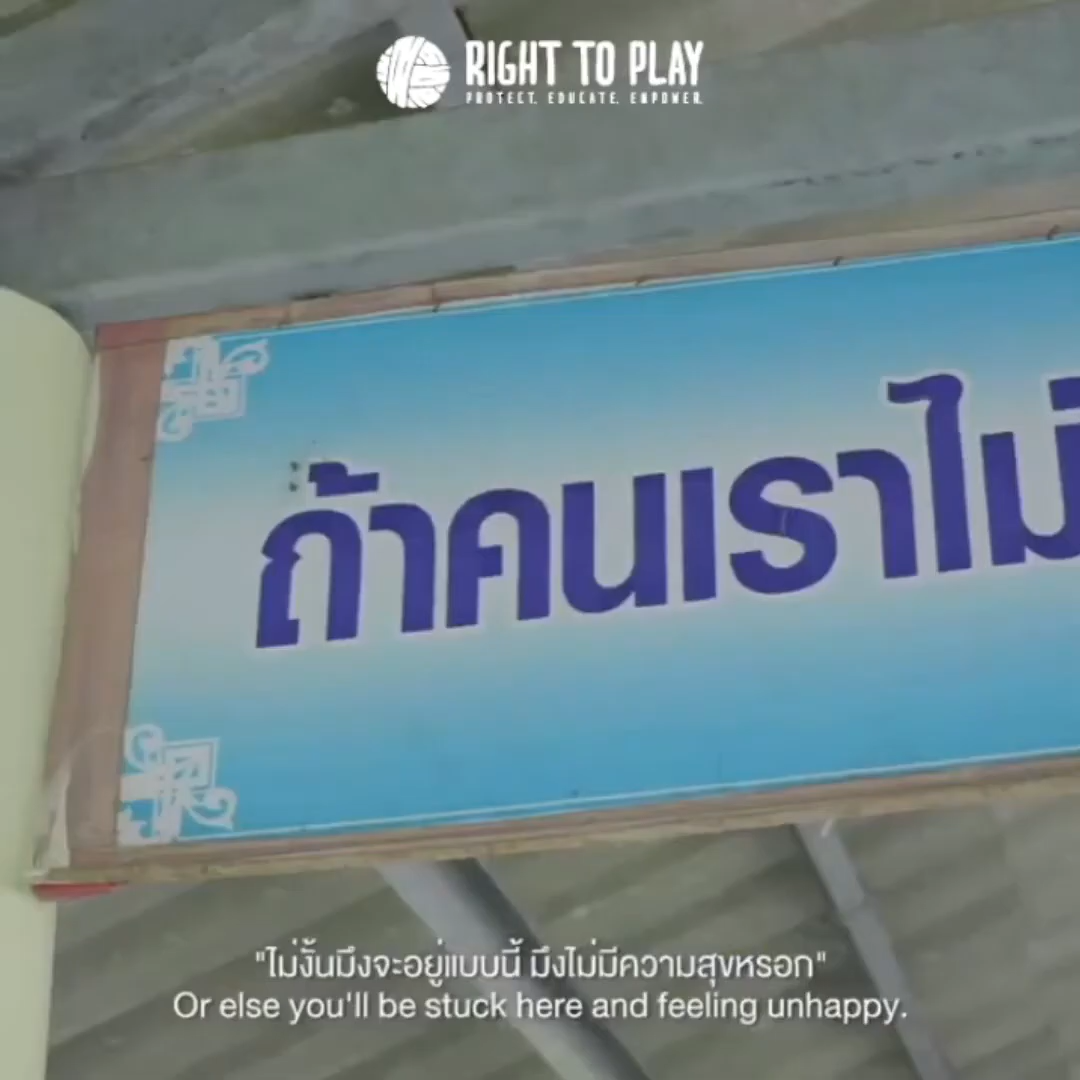 RIGHT TO PLAY
PROTECT. EDUCATE. EMPOWER.
ถ้าคนเราไม่
"ไม่งั้นมึงจะอยู่แบบนี้ มึงไม่มีความสุขหรอก"
Or else you'll be stuck here and feeling unhappy.